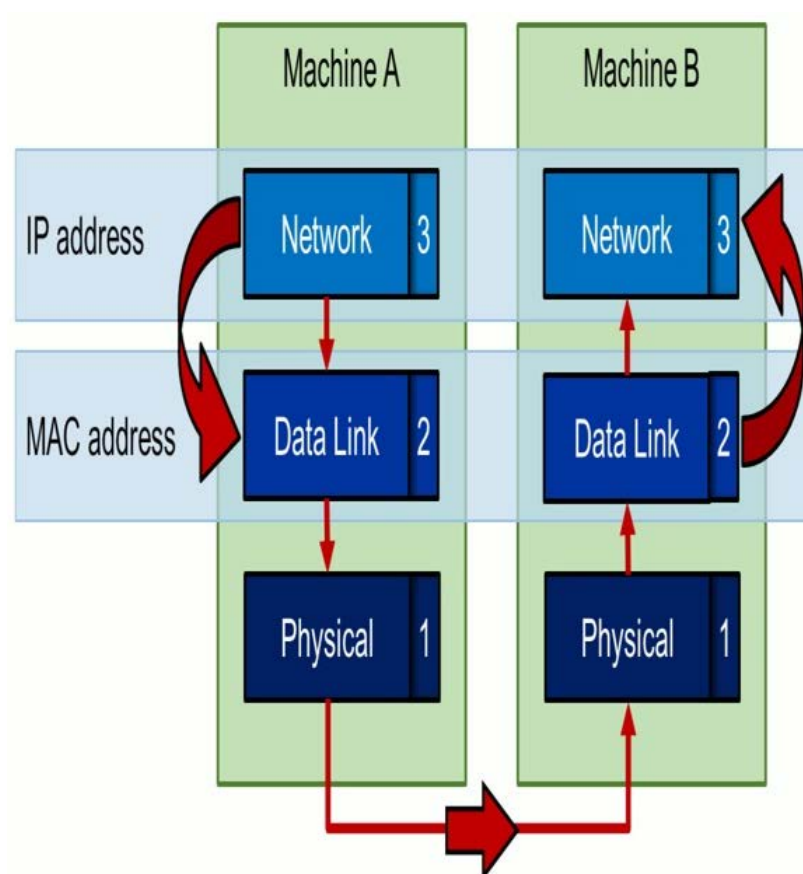 Machine A
Machine B
IP address
Network 3
Network 3
MAC address
Data Link 2
Data Link 2
Physical 1
Physical 1